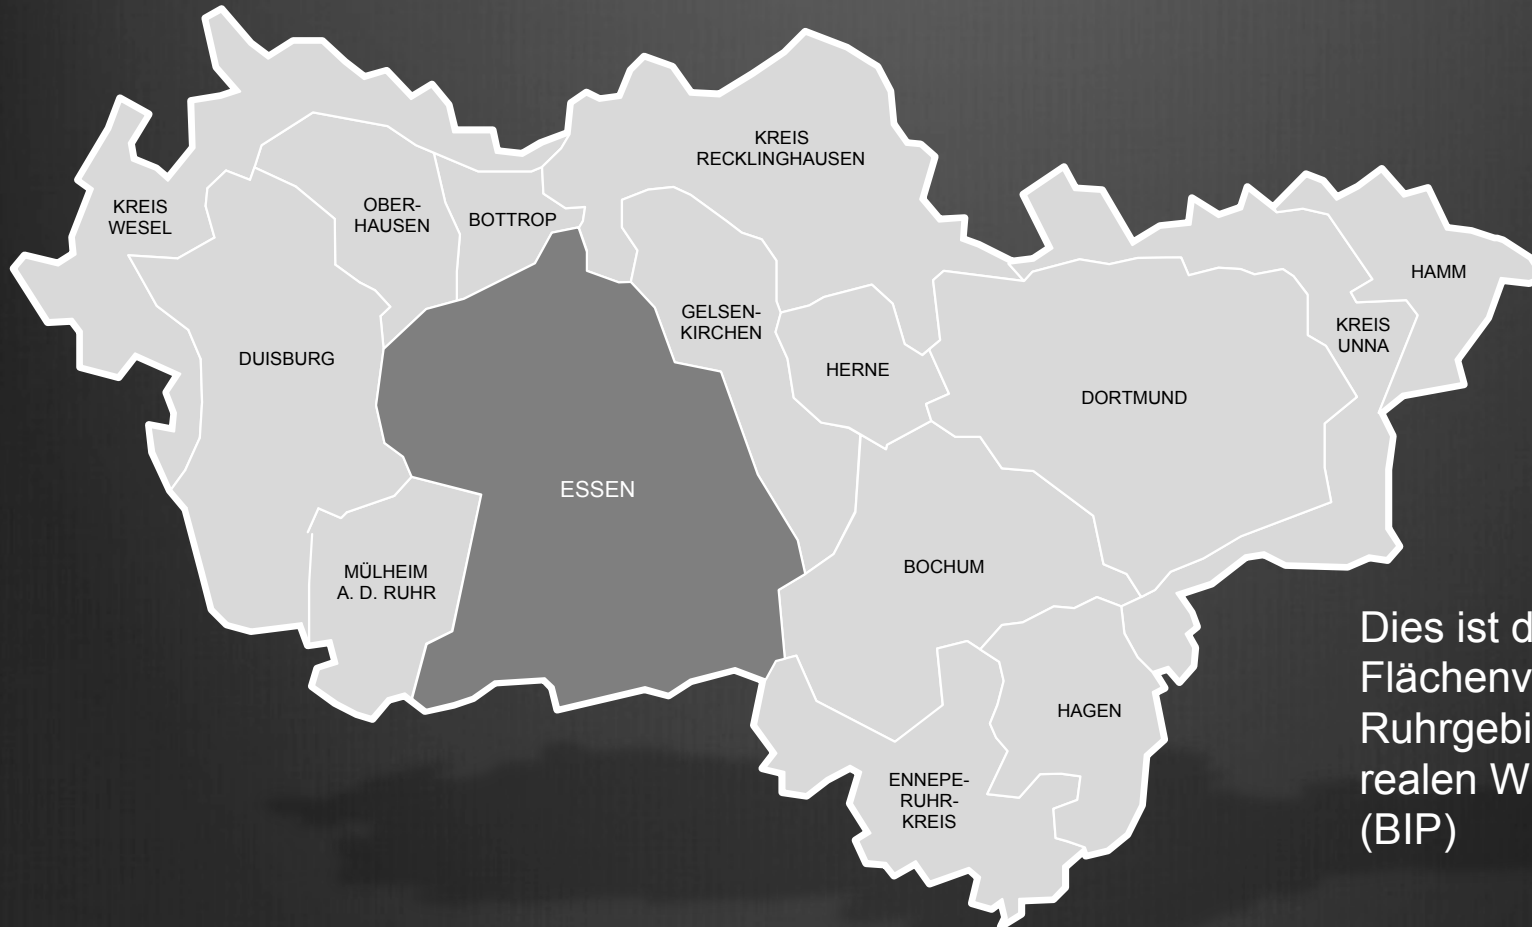 KREIS
RECKLINGHAUSEN
KREIS
WESEL
OBER-
HAUSEN
BOTTROP
HAMM
GELSEN-
KIRCHEN
KREIS
UNNA
DUISBURG
HERNE
DORTMUND
ESSEN
BOCHUM
MÜLHEIM
A. D. RUHR
HAGEN
ENNEPE-
RUHR-
KREIS
Dies ist d
Flächenv
Ruhrgebi
realen W
(BIP)